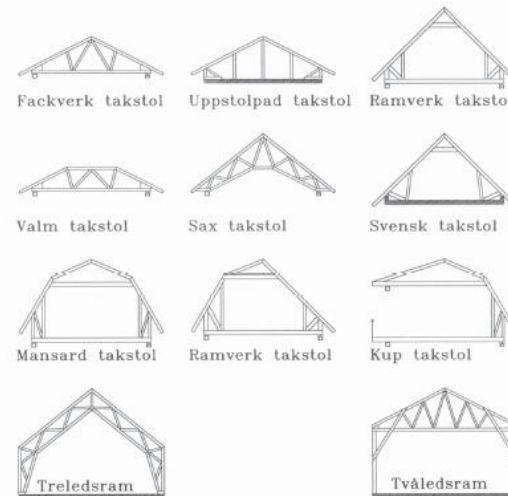 Fackverk takstol
Uppstolpad takstol
Ramverk takstol
Valm takstol
Sax takstol
Svensk takstol
Mansard takstol
Ramverk takstol
Kup takstol
Treledsram
Tvåledsram